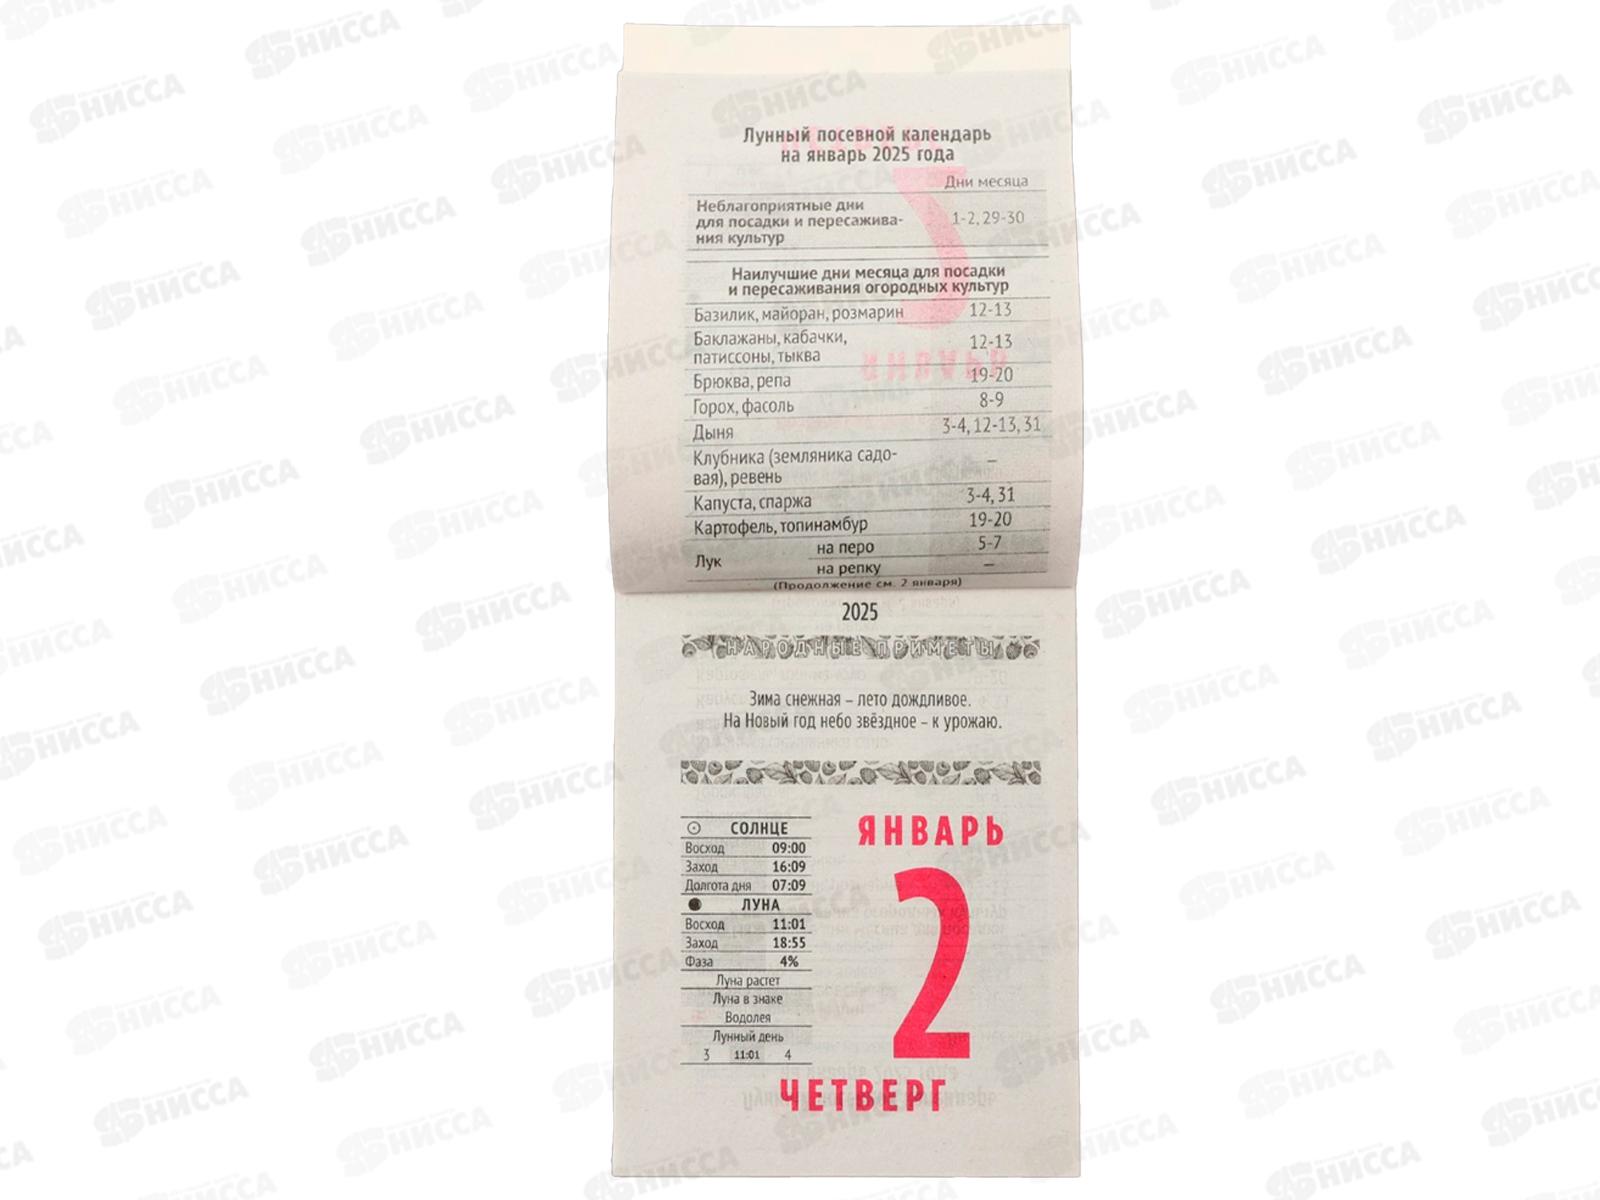 Лунный посевной календарь
на январь 2025 года
Дни месяца
Неблагоприятные дни
для посадки и пересажива-
ния культур
1-2, 29-30
Наилучшие дни месяца для посадки
и пересаживания огородных культур
Базилик, майоран, розмарин 12-13
Баклажаны, кабачки,
патиссоны, тыква 12-13
Брюква, репа 19-20
Горох, фасоль 8-9
Дыня 3-4, 12-13, 31
Клубника (земляника садо-
вая), ревень –
Капуста, спаржа 3-4, 31
Картофель, топинамбур 19-20
Лук на перо 5-7
на репку –
(Продолжение см. 2 января)
2025
НАРОДНЫЕ ПРИМЕТЫ
Зима снежная – лето дождливое.
На Новый год небо звёздное – к урожаю.
СОЛНЦЕ
Восход 09:00
Заход 16:09
Долгота дня 07:09
ЛУНА
Восход 11:01
Заход 18:55
Фаза 4%
Луна растет
Луна в знаке
Водолея
Лунный день
3 11:01 4
ЯНВАРЬ
2
ЧЕТВЕРГ
НИССА